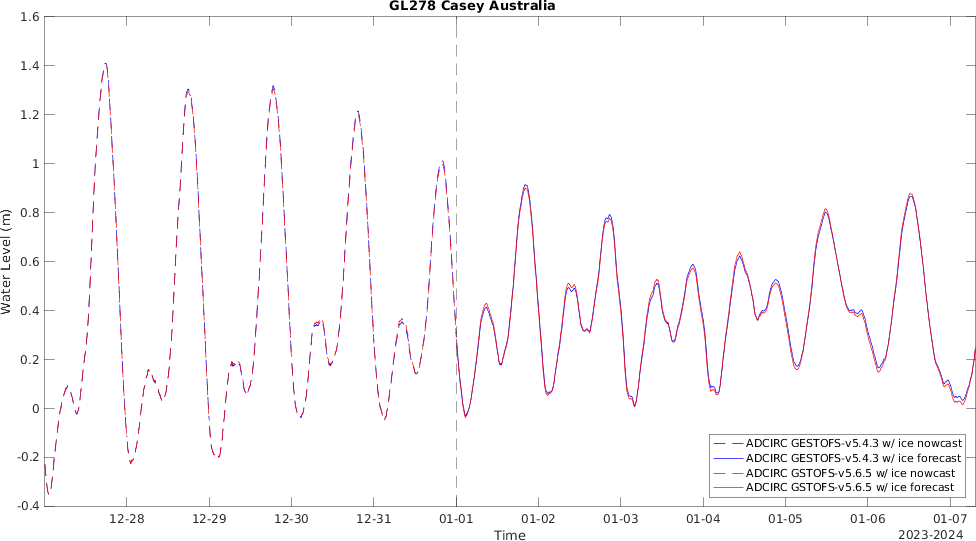 GL278 Casey Australia
1.6
1.4
1.2
1
0.8
0.6
0.4
0.2
0
-0.2
-0.4
Water Level (m)
ADCIRC GESTOFS-v5.4.3 w/ ice nowcast
ADCIRC GESTOFS-v5.4.3 w/ ice forecast
ADCIRC GSTOFS-v5.6.5 w/ ice nowcast
ADCIRC GSTOFS-v5.6.5 w/ ice forecast
12-28 12-29 12-30 12-31 01-01 01-02 01-03 01-04 01-05 01-06 01-07
Time
2023-2024